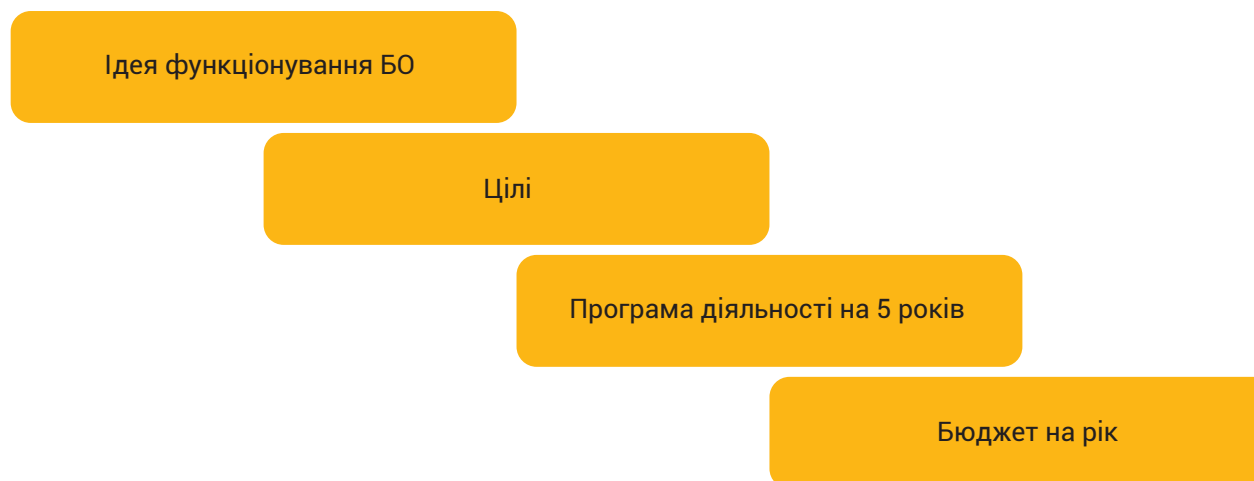 Ідея функціонування БО
Цілі
Програма діяльності на 5 років
Бюджет на рік